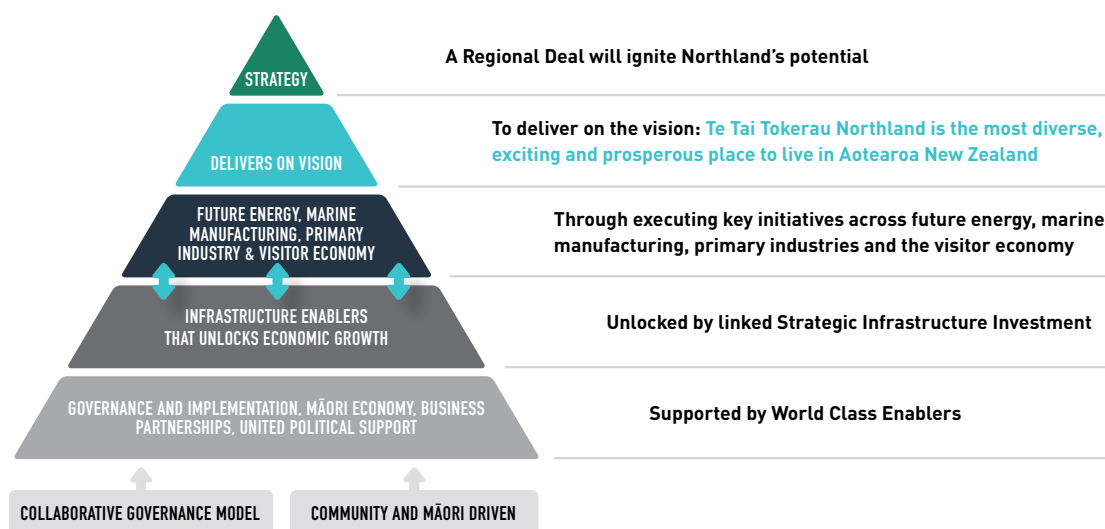 STRATEGY
A Regional Deal will ignite Northland’s potential
DELIVERS ON VISION
To deliver on the vision: Te Tai Tokerau Northland is the most diverse,
exciting and prosperous place to live in Aotearoa New Zealand
FUTURE ENERGY, MARINE
MANUFACTURING, PRIMARY
INDUSTRY & VISITOR ECONOMY
Through executing key initiatives across future energy, marine
manufacturing, primary industries and the visitor economy
INFRASTRUCTURE ENABLERS
THAT UNLOCKS ECONOMIC GROWTH
Unlocked by linked Strategic Infrastructure Investment
GOVERNANCE AND IMPLEMENTATION, MĀORI ECONOMY, BUSINESS
PARTNERSHIPS, UNITED POLITICAL SUPPORT
Supported by World Class Enablers
COLLABORATIVE GOVERNANCE MODEL
COMMUNITY AND MĀORI DRIVEN